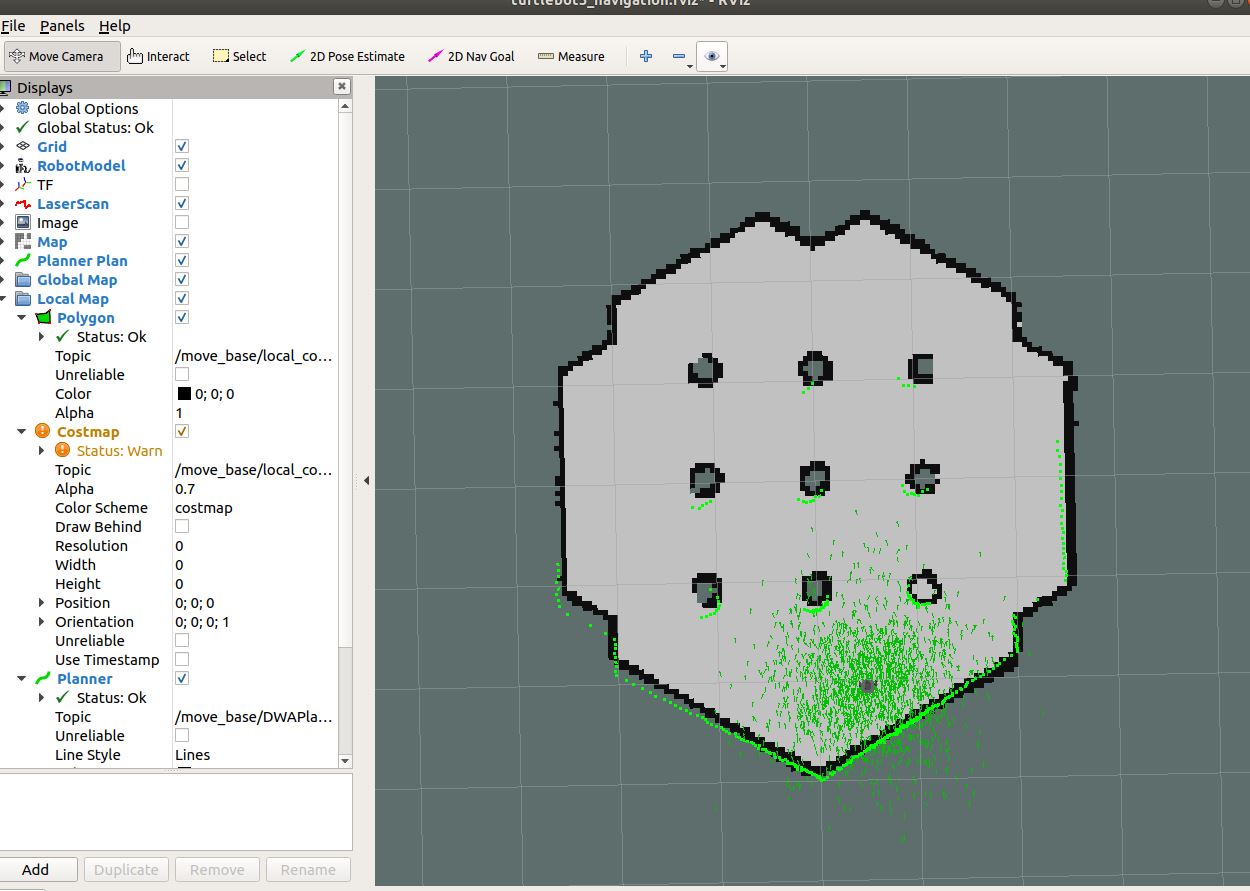 turtlebot3_navigation.rviz* - RViz
File Panels Help
Move Camera Interact Select 2D Pose Estimate 2D Nav Goal Measure
Displays
Global Options
Global Status: Ok
Grid
RobotModel
TF
LaserScan
Image
Map
Planner Plan
Global Map
Local Map
Polygon
Status: Ok
Topic /move_base/local_co...
Unreliable
Color 0; 0; 0
Alpha 1
Costmap
Status: Warn
Topic /move_base/local_co...
Alpha 0.7
Color Scheme costmap
Draw Behind
Resolution 0
Width 0
Height 0
Position 0; 0; 0
Orientation 0; 0; 0; 1
Unreliable
Use Timestamp
Planner
Status: Ok
Topic /move_base/DWAPla...
Unreliable
Line Style Lines
Add Duplicate Remove Rename